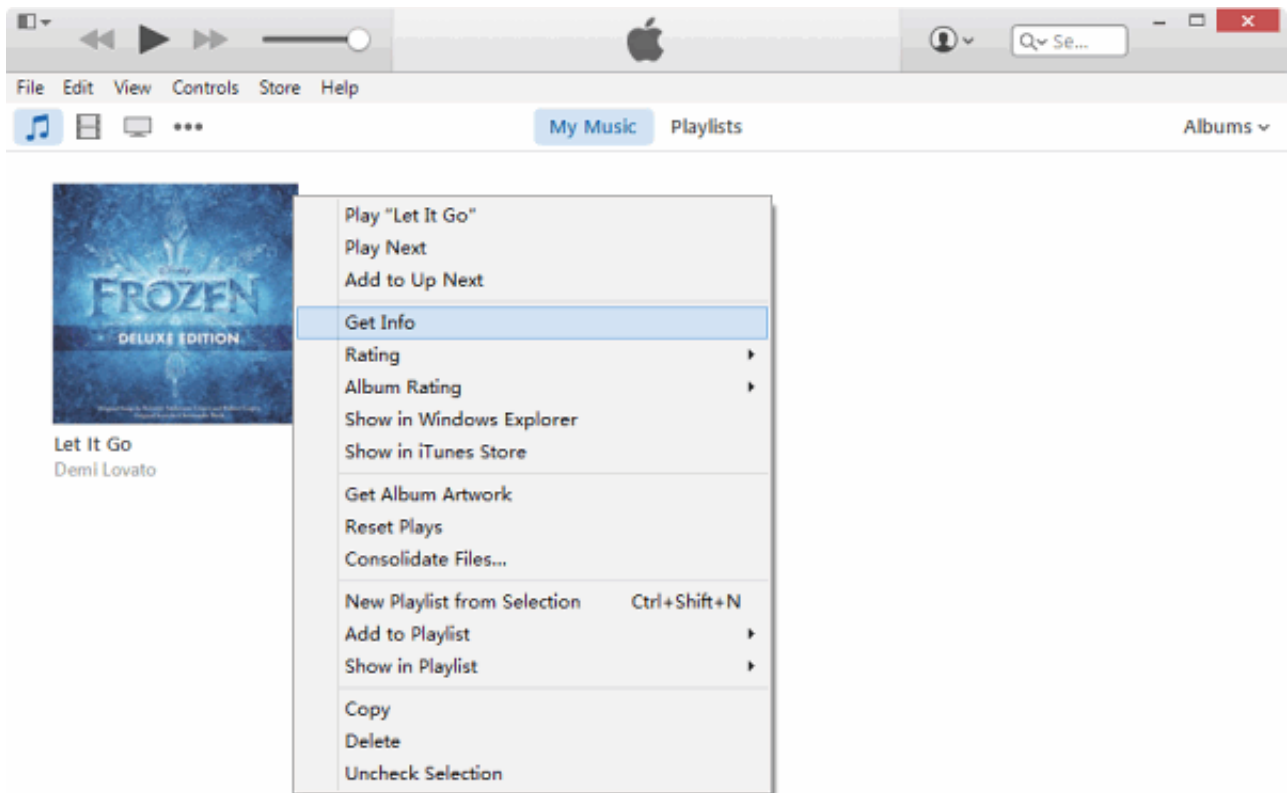 Se...
File Edit View Controls Store Help
My Music Playlists Albums
Disney
FROZEN
DELUXE EDITION
Let It Go
Demi Lovato
Play "Let It Go"
Play Next
Add to Up Next
Get Info
Rating
Album Rating
Show in Windows Explorer
Show in iTunes Store
Get Album Artwork
Reset Plays
Consolidate Files...
New Playlist from Selection Ctrl+Shift+N
Add to Playlist
Show in Playlist
Copy
Delete
Uncheck Selection